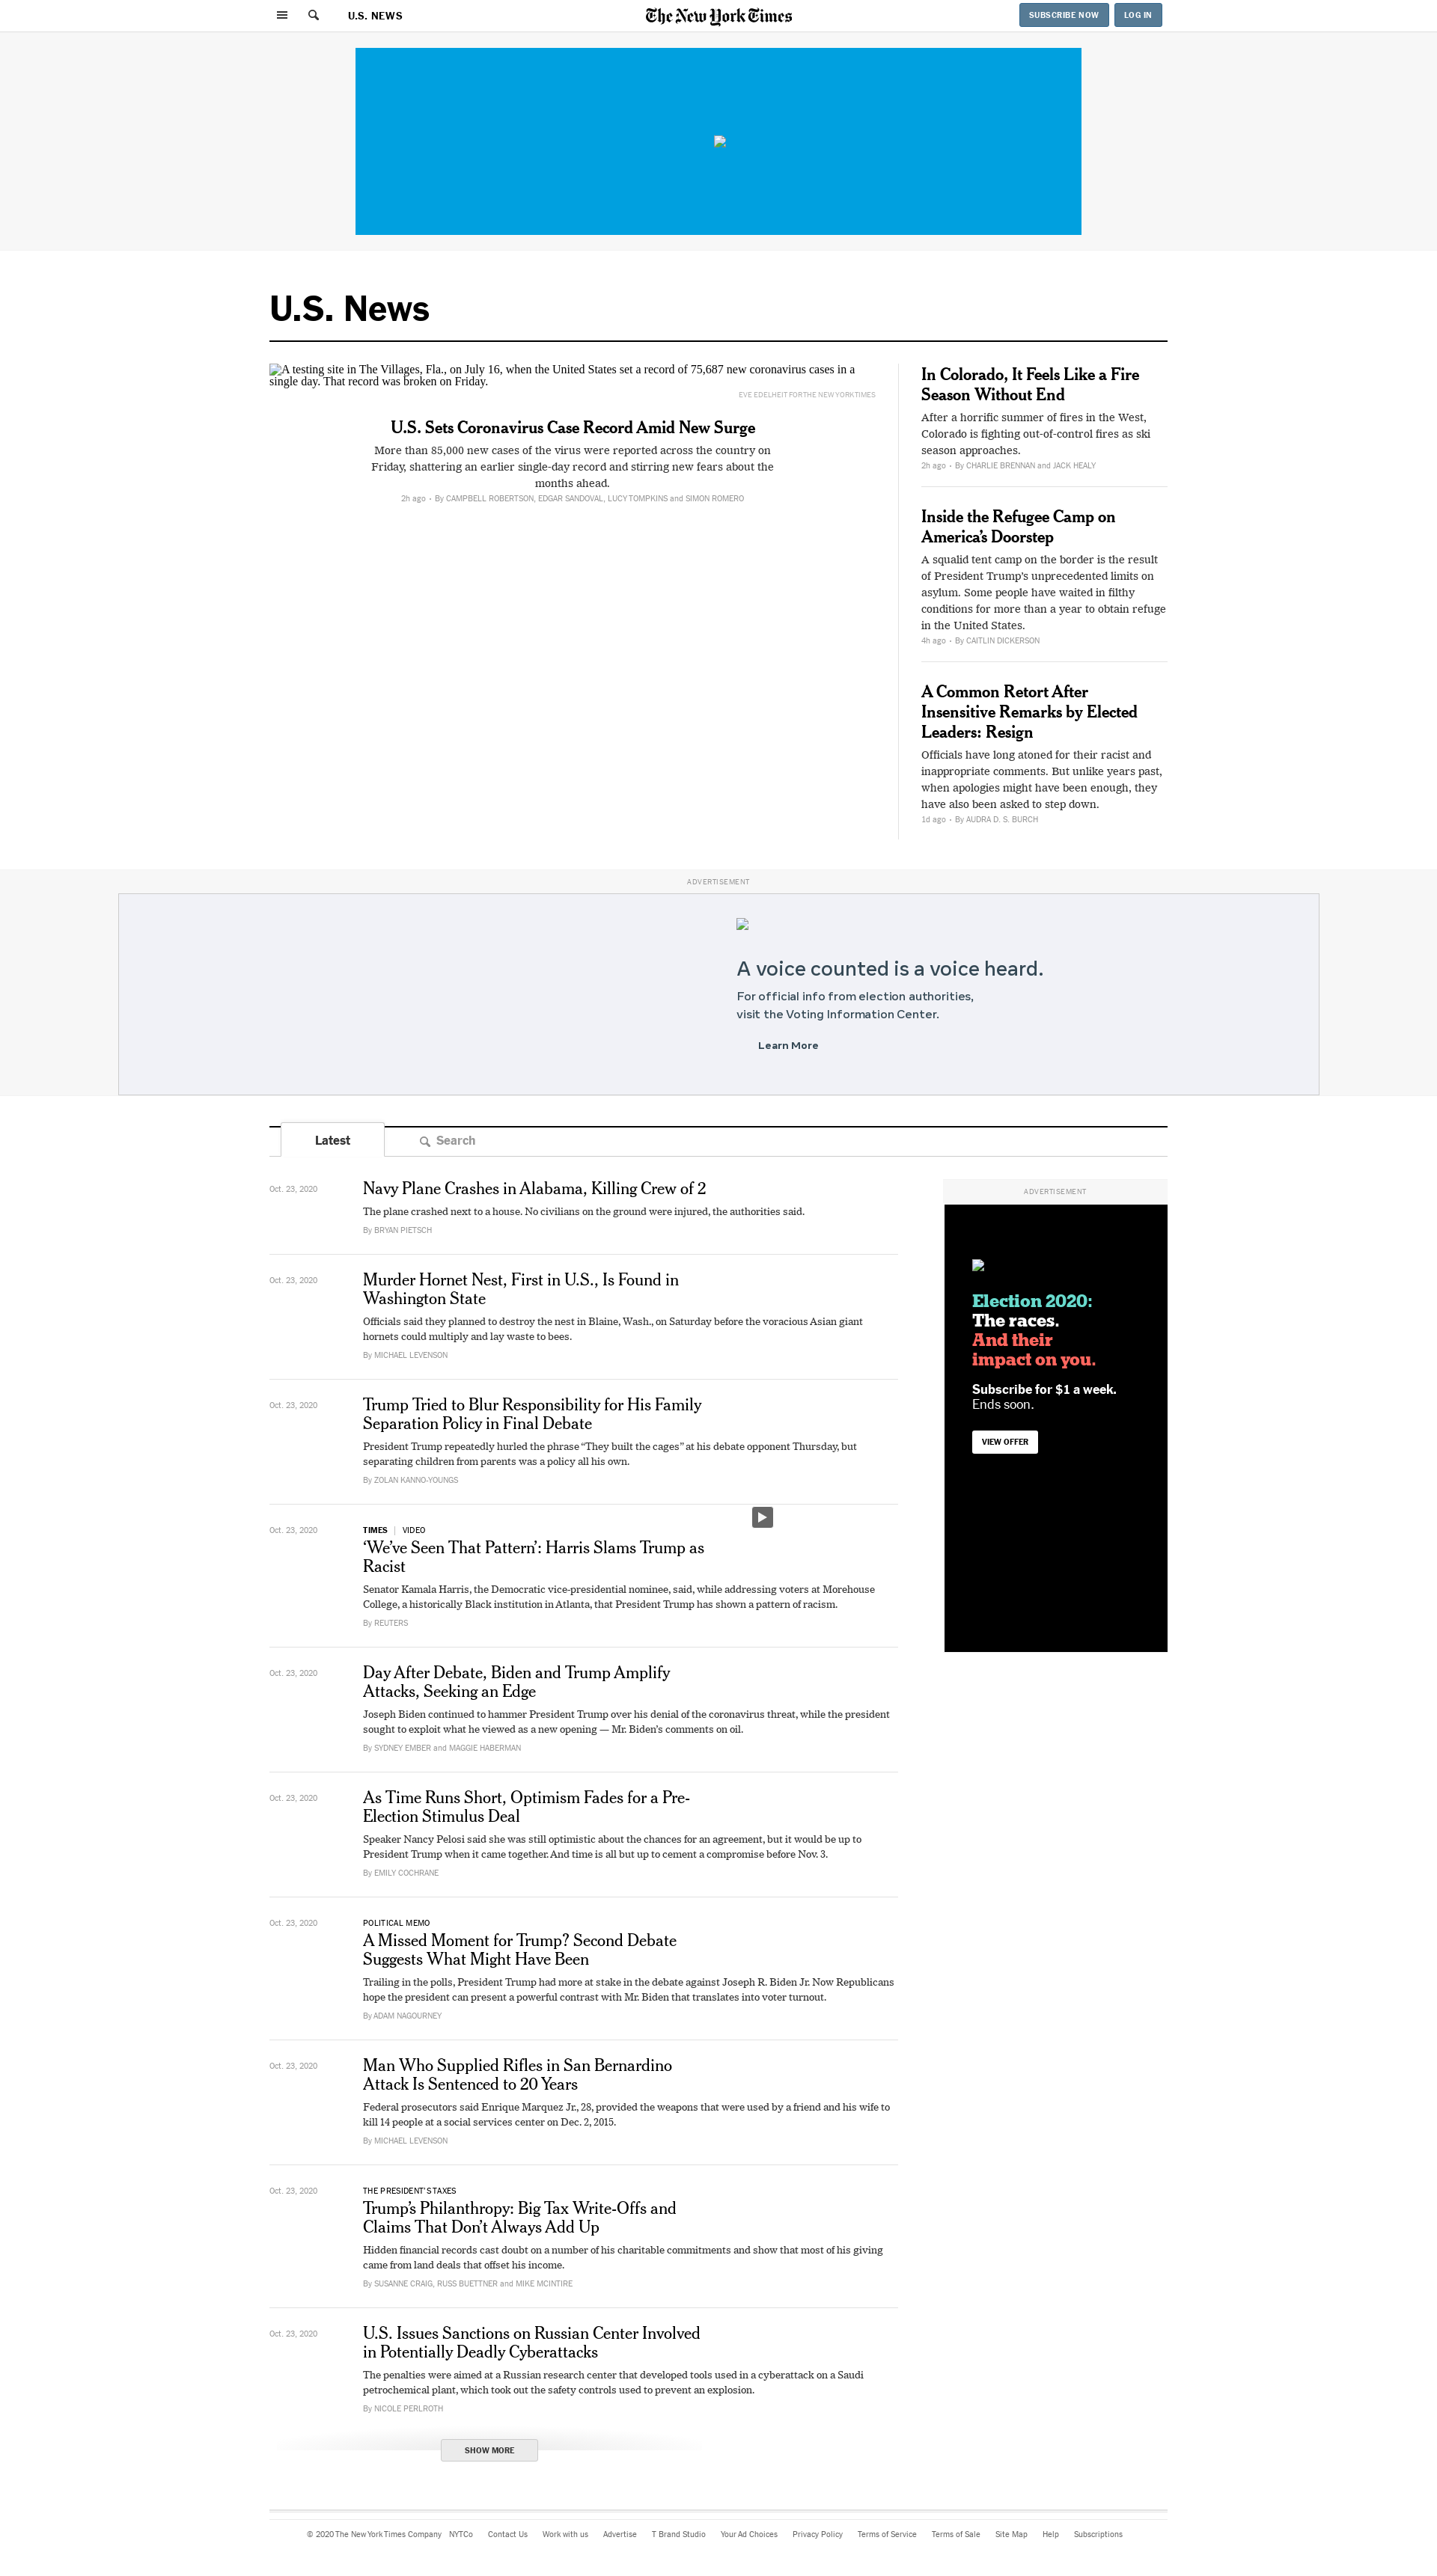 U.S. NEWS
The New York Times
SUBSCRIBE NOW
LOG IN
U.S. News
A testing site in The Villages, Fla., on July 16, when the United States set a record of 75,687 new coronavirus cases in a
single day. That record was broken on Friday.
EVE EDELHEIT FOR THE NEW YORK TIMES
U.S. Sets Coronavirus Case Record Amid New Surge
More than 85,000 new cases of the virus were reported across the country on
Friday, shattering an earlier single-day record and stirring new fears about the
months ahead.
2h ago • By CAMPBELL ROBERTSON, EDGAR SANDOVAL, LUCY TOMPKINS and SIMON ROMERO
In Colorado, It Feels Like a Fire
Season Without End
After a horrific summer of fires in the West,
Colorado is fighting out-of-control fires as ski
season approaches.
2h ago • By CHARLIE BRENNAN and JACK HEALY
Inside the Refugee Camp on
America’s Doorstep
A squalid tent camp on the border is the result
of President Trump’s unprecedented limits on
asylum. Some people have waited in filthy
conditions for more than a year to obtain refuge
in the United States.
4h ago • By CAITLIN DICKERSON
A Common Retort After
Insensitive Remarks by Elected
Leaders: Resign
Officials have long atoned for their racist and
inappropriate comments. But unlike years past,
when apologies might have been enough, they
have also been asked to step down.
1d ago • By AUDRA D. S. BURCH
ADVERTISEMENT
A voice counted is a voice heard.
For official info from election authorities,
visit the Voting Information Center.
Learn More
Latest
Search
Oct. 23, 2020
Navy Plane Crashes in Alabama, Killing Crew of 2
The plane crashed next to a house. No civilians on the ground were injured, the authorities said.
By BRYAN PIETSCH
Oct. 23, 2020
Murder Hornet Nest, First in U.S., Is Found in
Washington State
Officials said they planned to destroy the nest in Blaine, Wash., on Saturday before the voracious Asian giant
hornets could multiply and lay waste to bees.
By MICHAEL LEVENSON
Oct. 23, 2020
Trump Tried to Blur Responsibility for His Family
Separation Policy in Final Debate
President Trump repeatedly hurled the phrase “They built the cages” at his debate opponent Thursday, but
separating children from parents was a policy all his own.
By ZOLAN KANNO-YOUNGS
Oct. 23, 2020
TIMES | VIDEO
‘We’ve Seen That Pattern’: Harris Slams Trump as
Racist
Senator Kamala Harris, the Democratic vice-presidential nominee, said, while addressing voters at Morehouse
College, a historically Black institution in Atlanta, that President Trump has shown a pattern of racism.
By REUTERS
Oct. 23, 2020
Day After Debate, Biden and Trump Amplify
Attacks, Seeking an Edge
Joseph Biden continued to hammer President Trump over his denial of the coronavirus threat, while the president
sought to exploit what he viewed as a new opening — Mr. Biden’s comments on oil.
By SYDNEY EMBER and MAGGIE HABERMAN
Oct. 23, 2020
As Time Runs Short, Optimism Fades for a Pre-
Election Stimulus Deal
Speaker Nancy Pelosi said she was still optimistic about the chances for an agreement, but it would be up to
President Trump when it came together. And time is all but up to cement a compromise before Nov. 3.
By EMILY COCHRANE
Oct. 23, 2020
POLITICAL MEMO
A Missed Moment for Trump? Second Debate
Suggests What Might Have Been
Trailing in the polls, President Trump had more at stake in the debate against Joseph R. Biden Jr. Now Republicans
hope the president can present a powerful contrast with Mr. Biden that translates into voter turnout.
By ADAM NAGOURNEY
Oct. 23, 2020
Man Who Supplied Rifles in San Bernardino
Attack Is Sentenced to 20 Years
Federal prosecutors said Enrique Marquez Jr., 28, provided the weapons that were used by a friend and his wife to
kill 14 people at a social services center on Dec. 2, 2015.
By MICHAEL LEVENSON
Oct. 23, 2020
THE PRESIDENT’S TAXES
Trump’s Philanthropy: Big Tax Write-Offs and
Claims That Don’t Always Add Up
Hidden financial records cast doubt on a number of his charitable commitments and show that most of his giving
came from land deals that offset his income.
By SUSANNE CRAIG, RUSS BUETTNER and MIKE MCINTIRE
Oct. 23, 2020
U.S. Issues Sanctions on Russian Center Involved
in Potentially Deadly Cyberattacks
The penalties were aimed at a Russian research center that developed tools used in a cyberattack on a Saudi
petrochemical plant, which took out the safety controls used to prevent an explosion.
By NICOLE PERLROTH
SHOW MORE
ADVERTISEMENT
Election 2020:
The races.
And their
impact on you.
Subscribe for $1 a week.
Ends soon.
VIEW OFFER
© 2020 The New York Times Company NYTCo Contact Us Work with us Advertise T Brand Studio Your Ad Choices Privacy Policy Terms of Service Terms of Sale Site Map Help Subscriptions